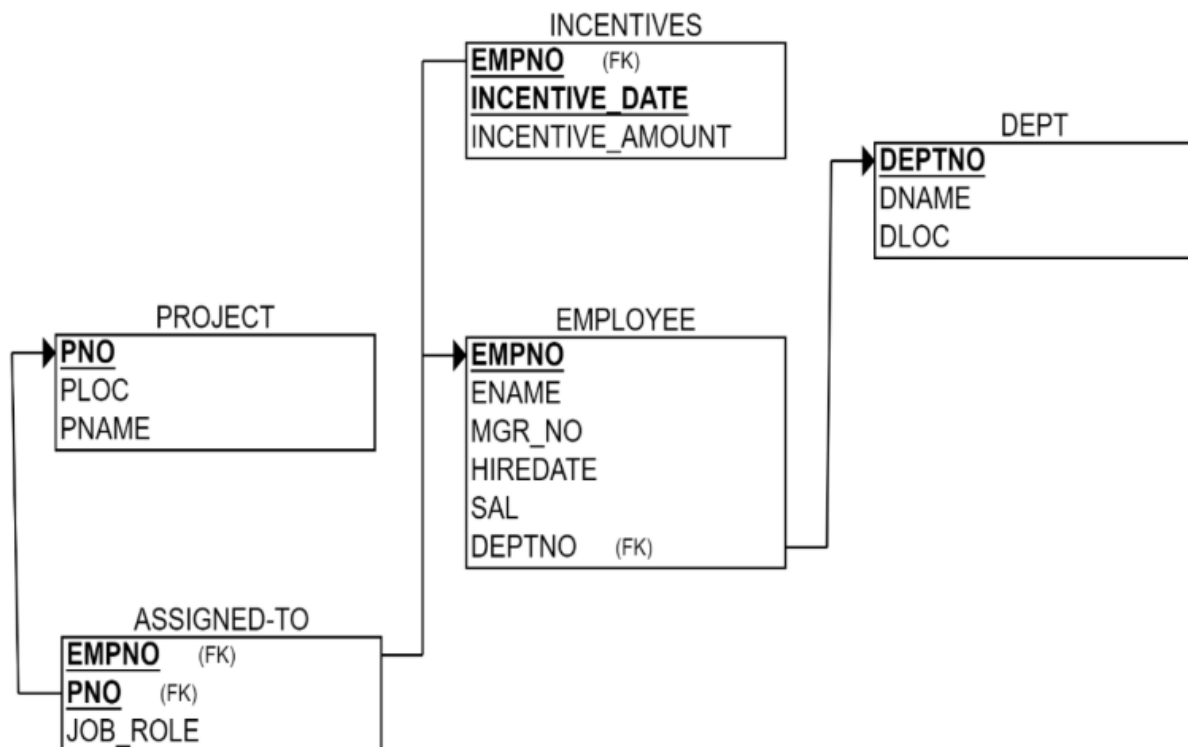 INCENTIVES
EMPNO (FK)
INCENTIVE_DATE
INCENTIVE_AMOUNT
DEPT
DEPTNO
DNAME
DLOC
PROJECT
PNO
PLOC
PNAME
EMPLOYEE
EMPNO
ENAME
MGR_NO
HIREDATE
SAL
DEPTNO (FK)
ASSIGNED-TO
EMPNO (FK)
PNO (FK)
JOB_ROLE